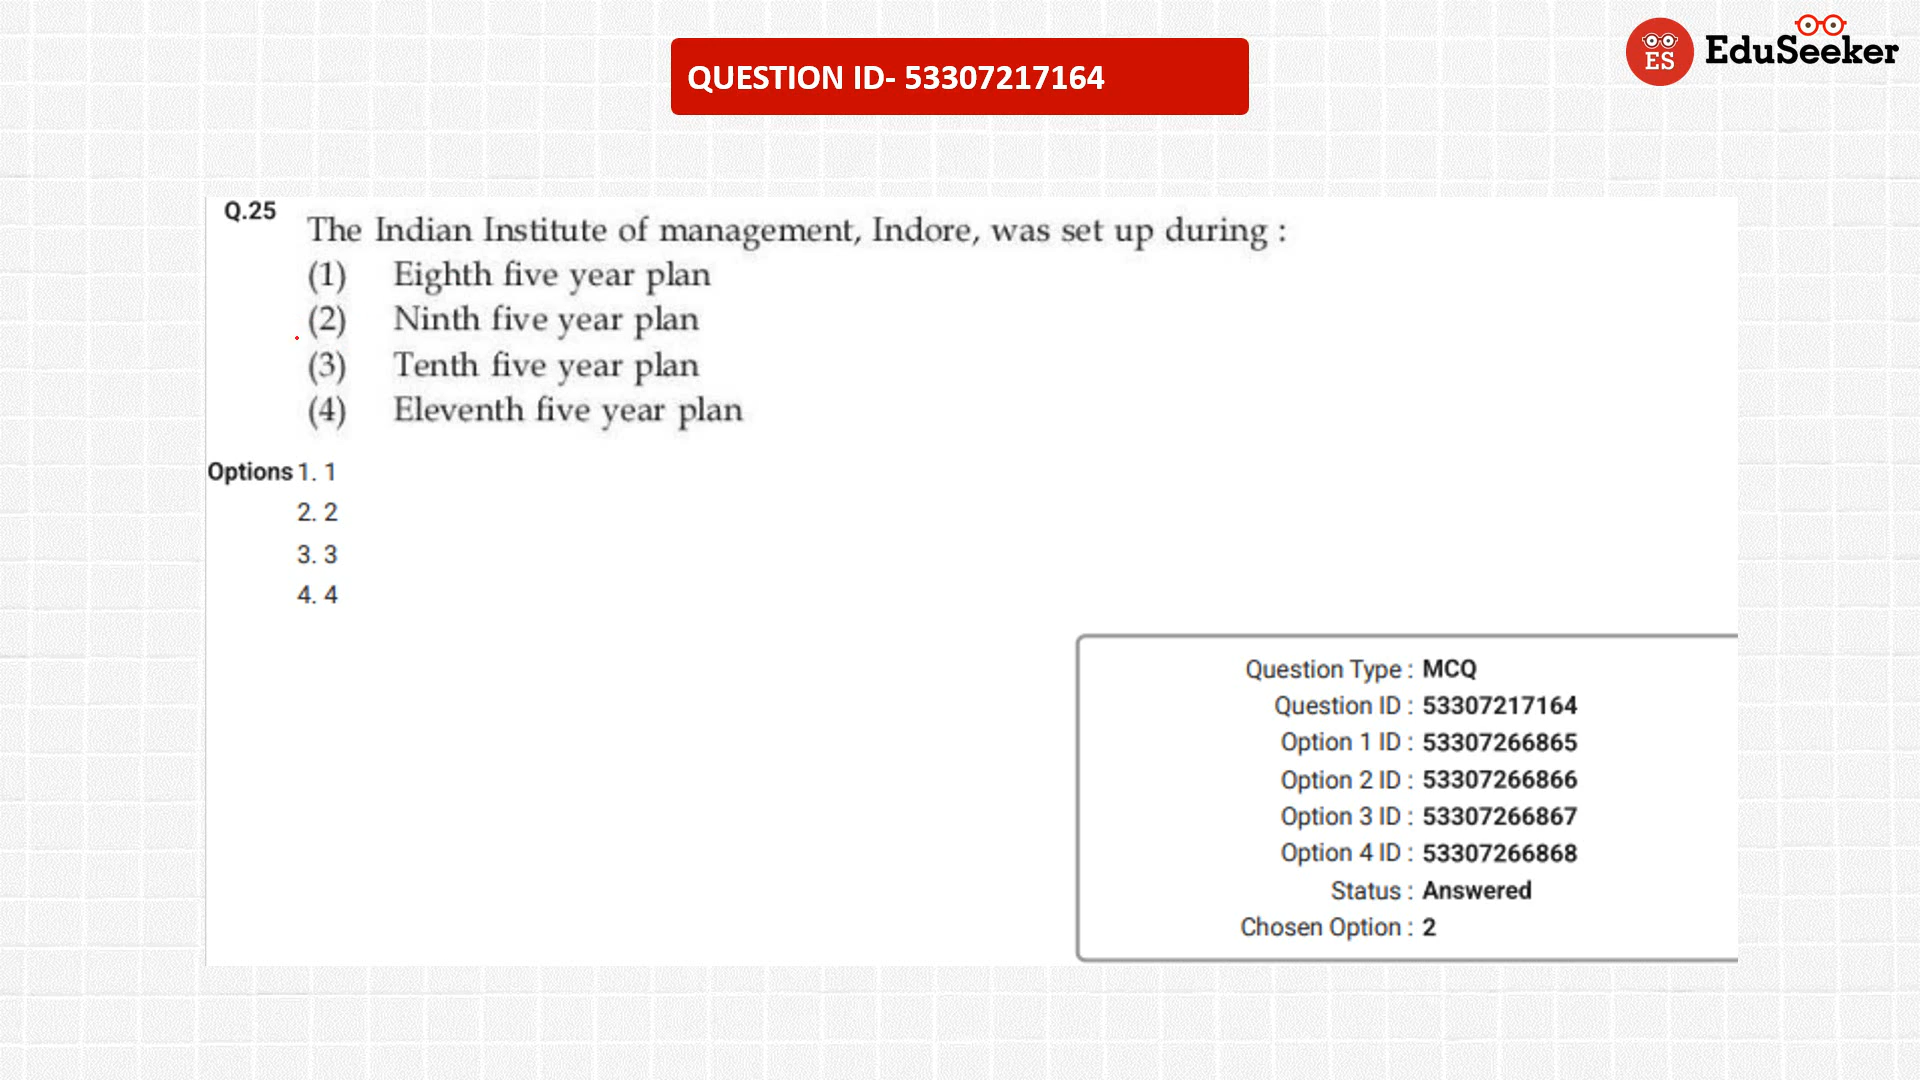 QUESTION ID- 53307217164
ES
EduSeeker
Q.25
The Indian Institute of management, Indore, was set up during :
(1) Eighth five year plan
(2) Ninth five year plan
(3) Tenth five year plan
(4) Eleventh five year plan
Options 1. 1
2. 2
3. 3
4. 4
Question Type : MCQ
Question ID : 53307217164
Option 1 ID : 53307266865
Option 2 ID : 53307266866
Option 3 ID : 53307266867
Option 4 ID : 53307266868
Status : Answered
Chosen Option : 2